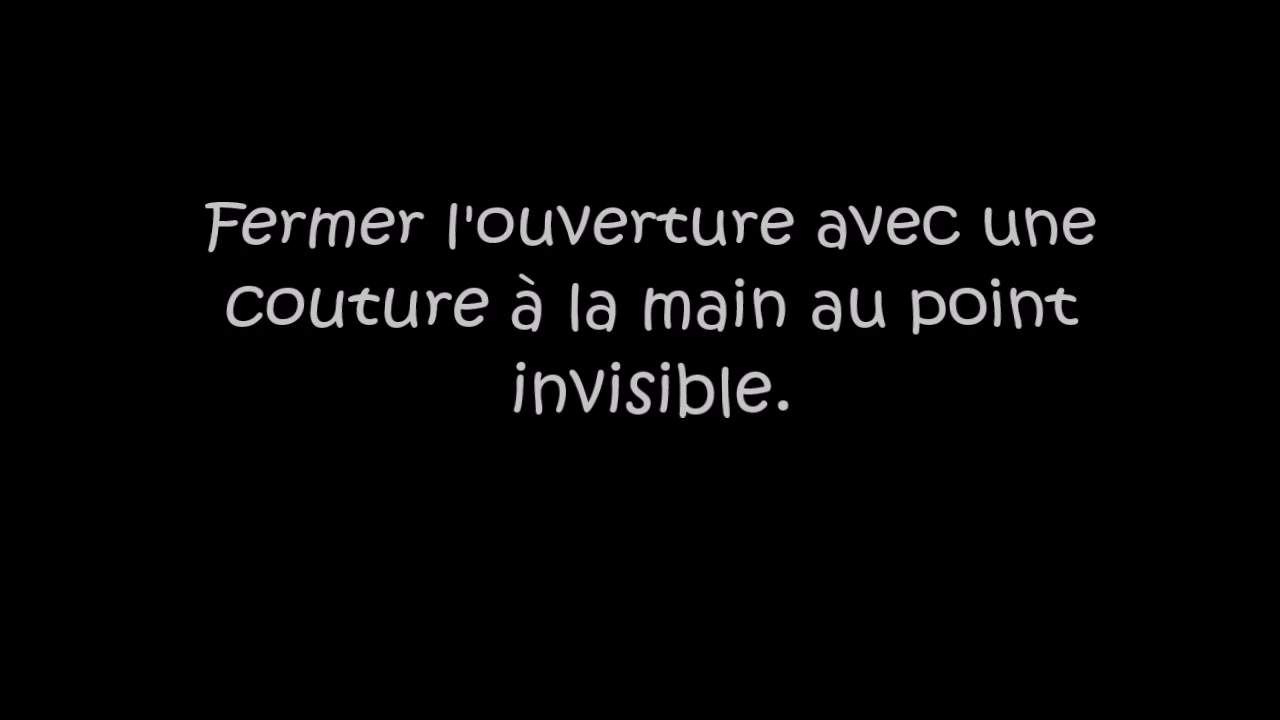 Fermer l'ouverture avec une
couture à la main au point
invisible.